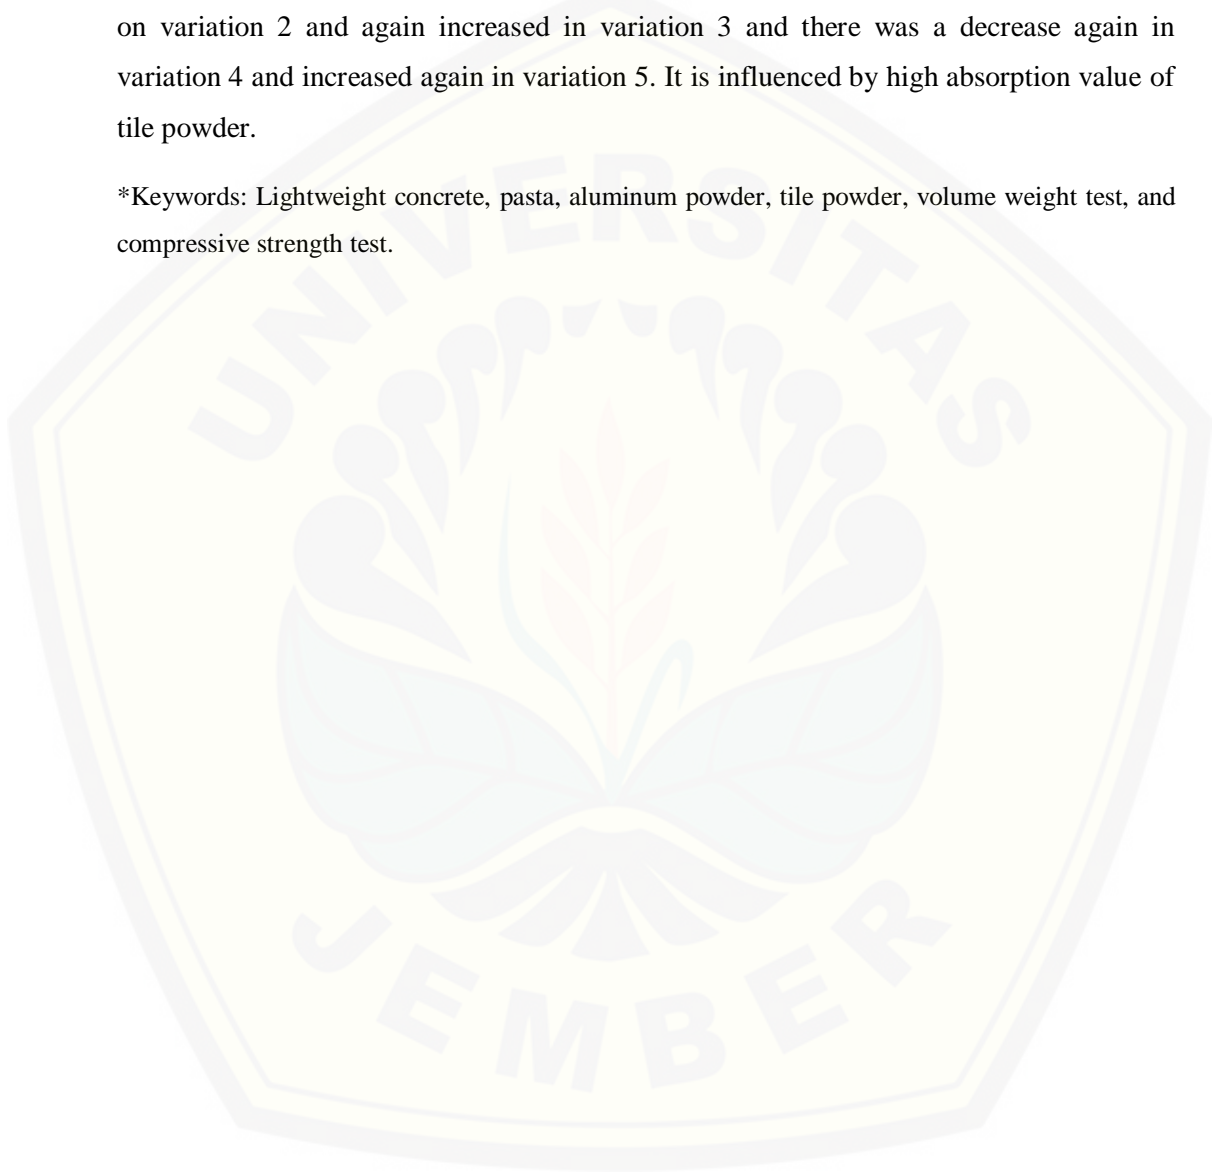 on variation 2 and again increased in variation 3 and there was a decrease again in
variation 4 and increased again in variation 5. It is influenced by high absorption value of
tile powder.
*Keywords: Lightweight concrete, pasta, aluminum powder, tile powder, volume weight test, and
compressive strength test.
UNIVERSITAS
JEMBER